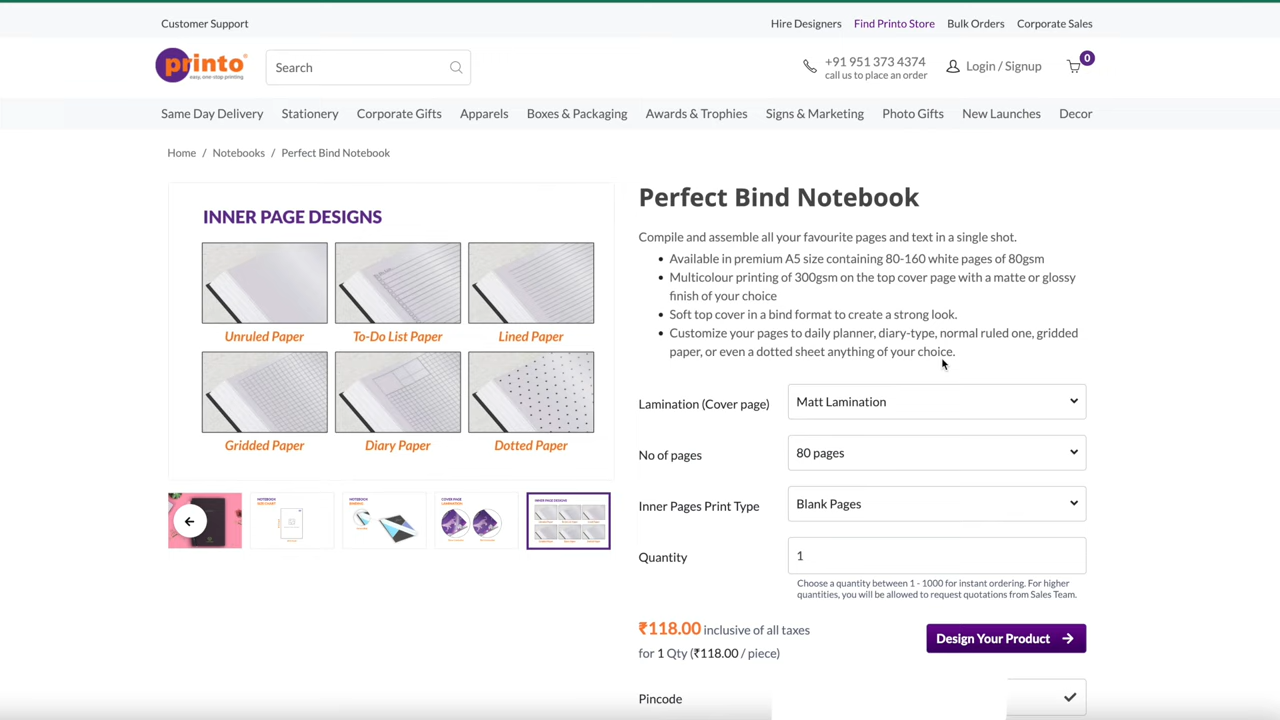 Customer Support
Hire Designers
Find Printo Store
Bulk Orders
Corporate Sales
printo
easy, one stop printing
Search
+91 951 373 4374
call us to place an order
Login / Signup
0
Same Day Delivery
Stationery
Corporate Gifts
Apparels
Boxes & Packaging
Awards & Trophies
Signs & Marketing
Photo Gifts
New Launches
Decor
Home / Notebooks / Perfect Bind Notebook
INNER PAGE DESIGNS
Unruled Paper
To-Do List Paper
Lined Paper
Gridded Paper
Diary Paper
Dotted Paper
Perfect Bind Notebook
Compile and assemble all your favourite pages and text in a single shot.
Available in premium A5 size containing 80-160 white pages of 80gsm
Multicolour printing of 300gsm on the top cover page with a matte or glossy
finish of your choice
Soft top cover in a bind format to create a strong look.
Customize your pages to daily planner, diary-type, normal ruled one, gridded
paper, or even a dotted sheet anything of your choice.
Lamination (Cover page)
Matt Lamination
No of pages
80 pages
Inner Pages Print Type
Blank Pages
Quantity
1
Choose a quantity between 1 - 1000 for instant ordering. For higher
quantities, you will be allowed to request quotations from Sales Team.
₹118.00 inclusive of all taxes
for 1 Qty (₹118.00 / piece)
Design Your Product
Pincode